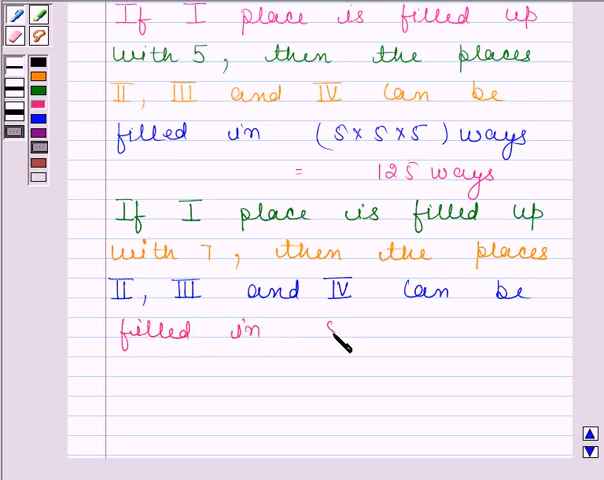 If I place is filled up
with 5, then the places
II, III and IV can be
filled in (5 x 5 x 5) ways
= 125 ways
If I place is filled up
with 7, then the places
II, III and IV can be
filled in